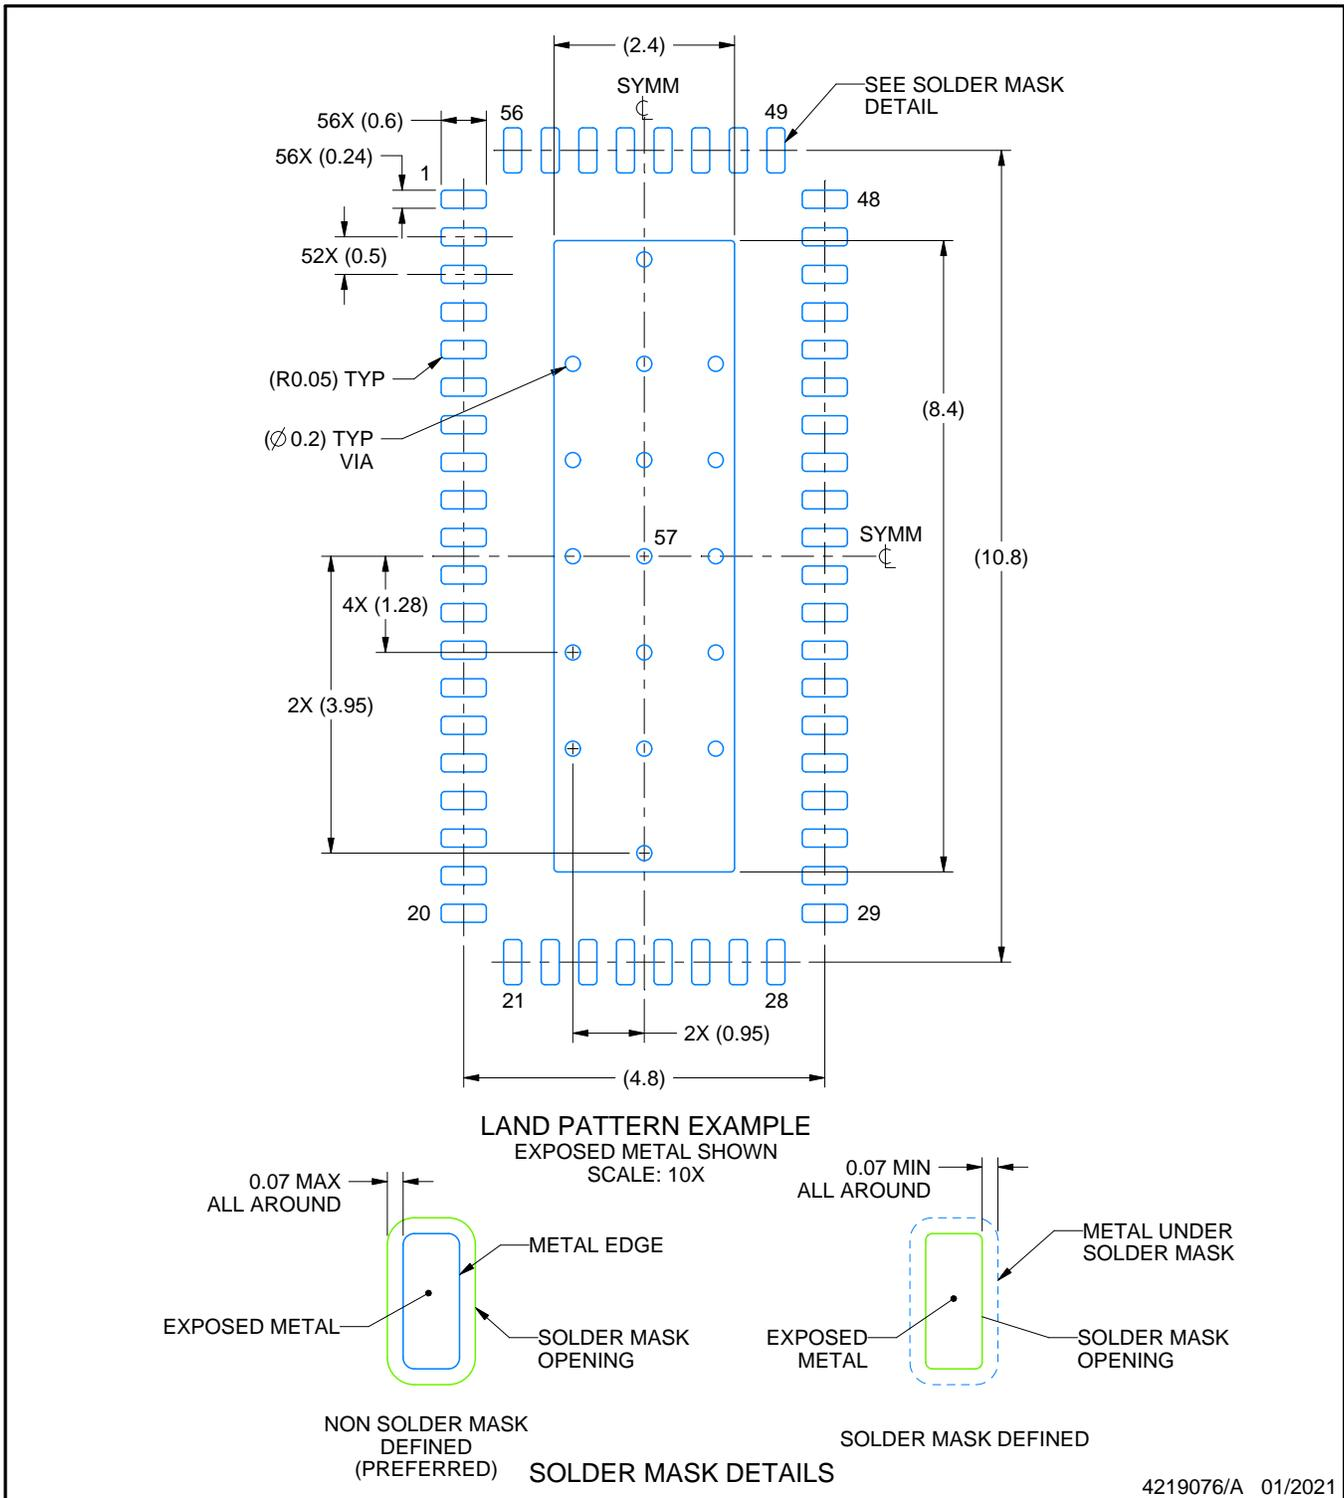 (2.4)
SYMM
SEE SOLDER MASK
DETAIL
56X (0.6)
56
49
56X (0.24)
1
48
52X (0.5)
(R0.05) TYP
(8.4)
(Ø 0.2) TYP
VIA
57
SYMM
(10.8)
4X (1.28)
2X (3.95)
20
29
21
28
2X (0.95)
(4.8)
LAND PATTERN EXAMPLE
EXPOSED METAL SHOWN
SCALE: 10X
0.07 MAX
ALL AROUND
METAL EDGE
EXPOSED METAL
SOLDER MASK
OPENING
NON SOLDER MASK
DEFINED
(PREFERRED)
0.07 MIN
ALL AROUND
METAL UNDER
SOLDER MASK
EXPOSED
METAL
SOLDER MASK
OPENING
SOLDER MASK DEFINED
SOLDER MASK DETAILS
4219076/A 01/2021